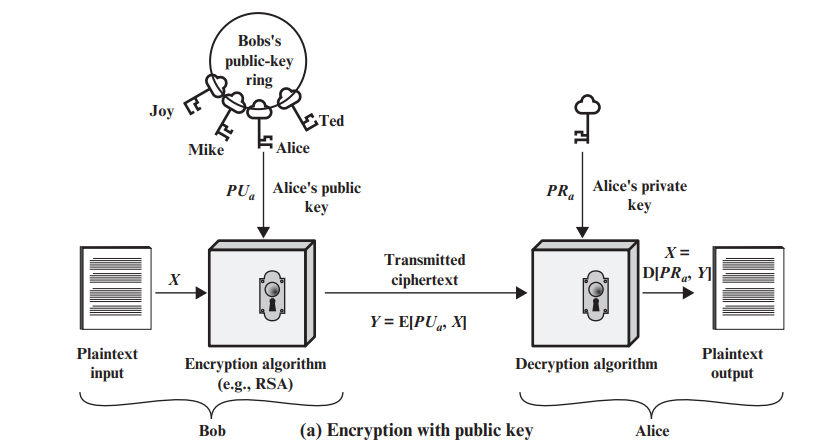 Bobs's
public-key
ring
Joy
Ted
Mike
Alice
PUa
Alice's public
key
PRa
Alice's private
key
X
Transmitted
ciphertext
X =
D[PRa, Y]
Y = E[PUa, X]
Plaintext
input
Encryption algorithm
(e.g., RSA)
Decryption algorithm
Plaintext
output
Bob
(a) Encryption with public key
Alice